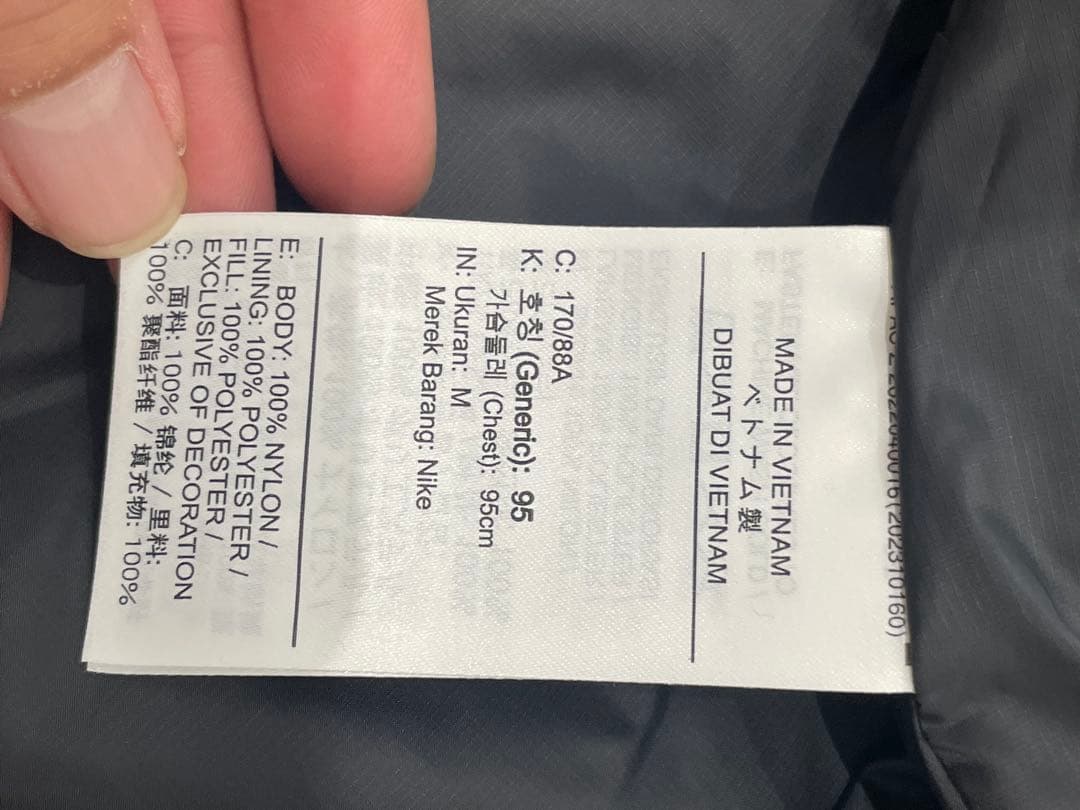 MADE IN VIETNAM
ベトナム製
DIBUAT DI VIETNAM
C: 170/88A
K: 호칭 (Generic): 95
가슴둘레 (Chest): 95cm
IN: Ukuran: M
Merek Barang: Nike
E: BODY: 100% NYLON /
LINING: 100% POLYESTER /
FILL: 100% POLYESTER /
EXCLUSIVE OF DECORATION
C: 面料: 100% 锦纶 / 里料:
100% 聚酯纤维 / 填充物: 100%